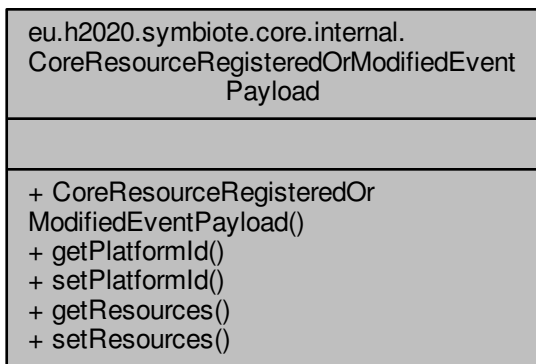 eu.h2020.symbiote.core.internal.
CoreResourceRegisteredOrModifiedEvent
Payload
+ CoreResourceRegisteredOr
ModifiedEventPayload()
+ getPlatformId()
+ setPlatformId()
+ getResources()
+ setResources()